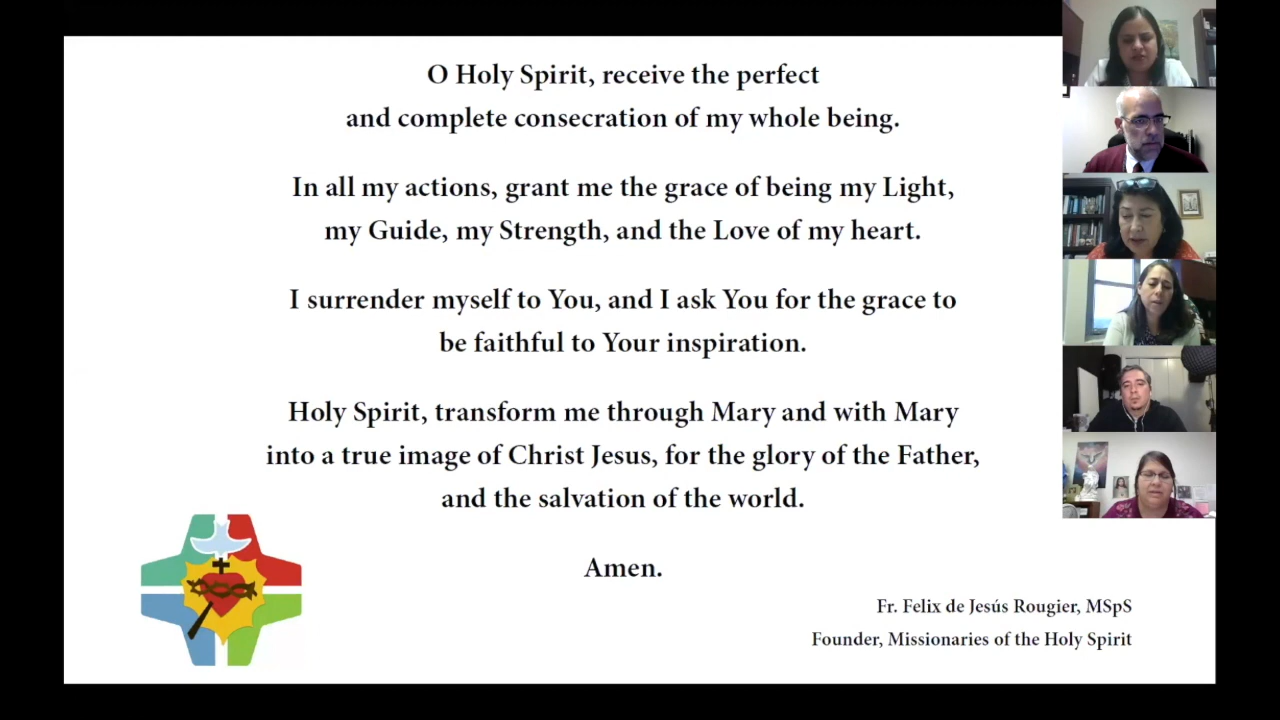 O Holy Spirit, receive the perfect
and complete consecration of my whole being.
In all my actions, grant me the grace of being my Light,
my Guide, my Strength, and the Love of my heart.
I surrender myself to You, and I ask You for the grace to
be faithful to Your inspiration.
Holy Spirit, transform me through Mary and with Mary
into a true image of Christ Jesus, for the glory of the Father,
and the salvation of the world.
Amen.
Fr. Felix de Jesús Rougier, MSpS
Founder, Missionaries of the Holy Spirit